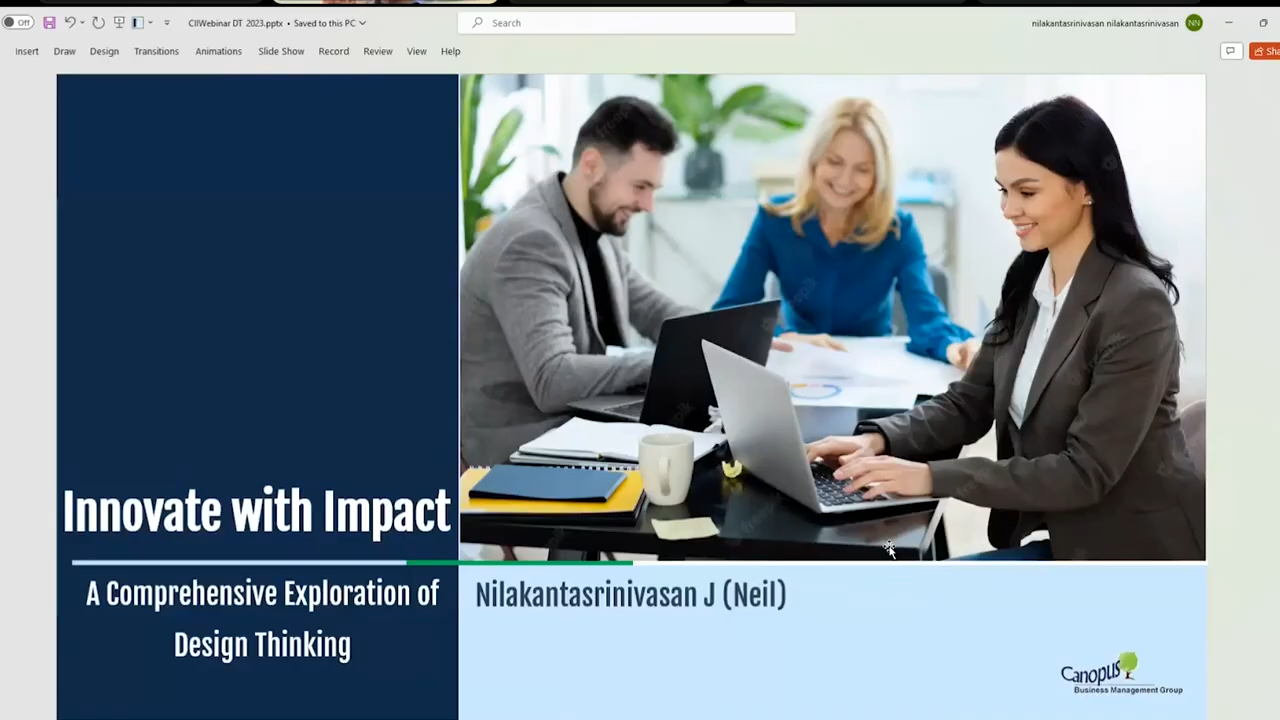 Off
CIIWebinar DT 2023.pptx • Saved to this PC
Search
nilakantasrinivasan nilakantasrinivasan
NN
Insert Draw Design Transitions Animations Slide Show Record Review View Help
Sha
Innovate with Impact
A Comprehensive Exploration of
Design Thinking
Nilakantasrinivasan J (Neil)
Canopus
Business Management Group